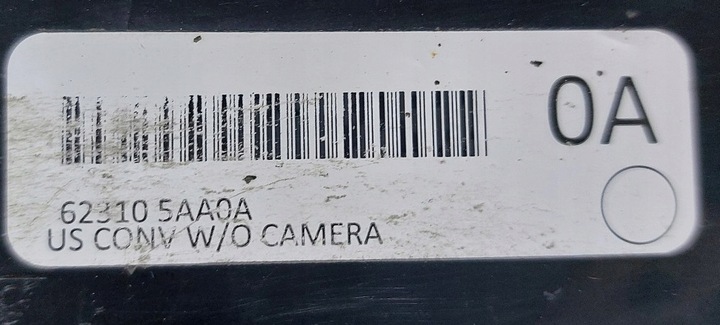 0A
62310 5AA0A
US CONV W/O CAMERA